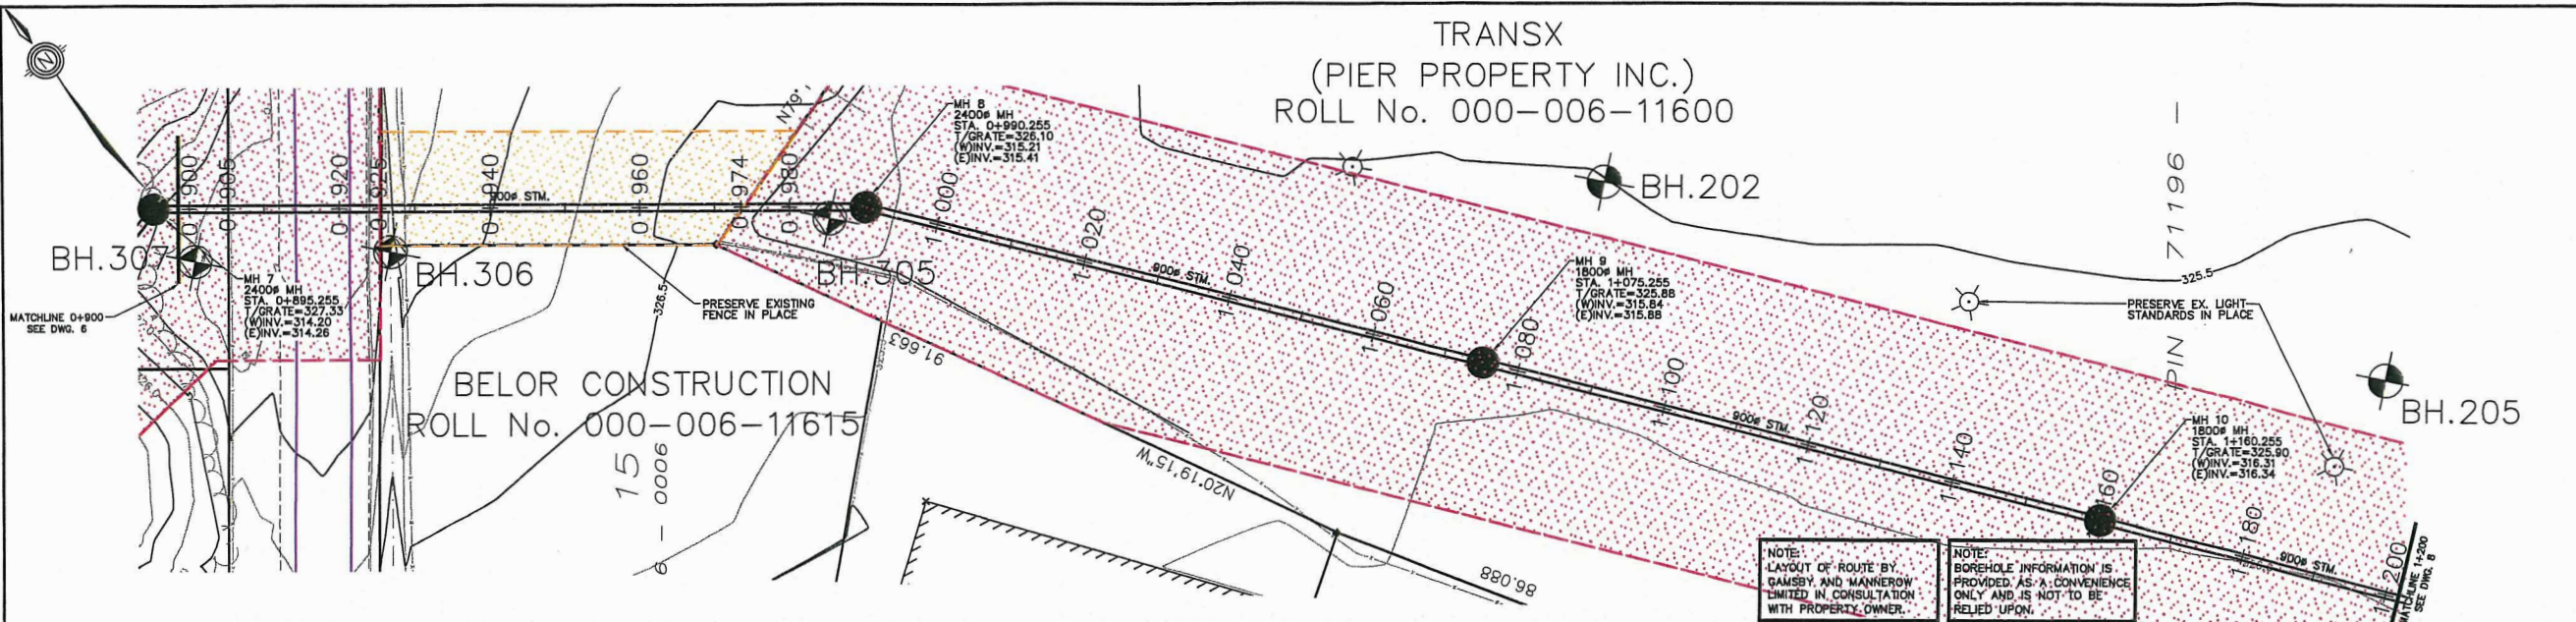 N
TRANSX
(PIER PROPERTY INC.)
ROLL No. 000-006-11600
N79°
MH 8
2400ø MH
STA. 0+990.255
T/GRATE=326.10
(W)INV.=315.21
(E)INV.=315.41
0+900
0+905
0+920
0+925
0+940
0+960
0+974
0+980
900ø STM.
BH.307
BH.306
BH.305
BH.202
BH.205
MH 7
2400ø MH
STA. 0+895.255
T/GRATE=327.33
(W)INV.=314.20
(E)INV.=314.26
MATCHLINE 0+900
SEE DWG. 6
326.5
PRESERVE EXISTING
FENCE IN PLACE
BELOR CONSTRUCTION
ROLL No. 000-006-11615
15
6 - 0006
91.663
N20°19'15"W
86.088
1+000
1+020
900ø STM.
1+040
1+060
1+080
MH 9
1800ø MH
STA. 1+075.255
T/GRATE=325.88
(W)INV.=315.84
(E)INV.=315.88
1+100
900ø STM.
1+120
1+140
1+160
1+180
900ø STM.
1+200
PIN 71196 -
325.5
PRESERVE EX. LIGHT
STANDARDS IN PLACE
MH 10
1800ø MH
STA. 1+160.255
T/GRATE=325.90
(W)INV.=316.31
(E)INV.=316.34
NOTE:
LAYOUT OF ROUTE BY
GAMSBY AND MANNEROW
LIMITED IN CONSULTATION
WITH PROPERTY OWNER.
NOTE:
BOREHOLE INFORMATION IS
PROVIDED AS A CONVENIENCE
ONLY AND IS NOT TO BE
RELIED UPON.
MATCHLINE 1+200
SEE DWG. 8